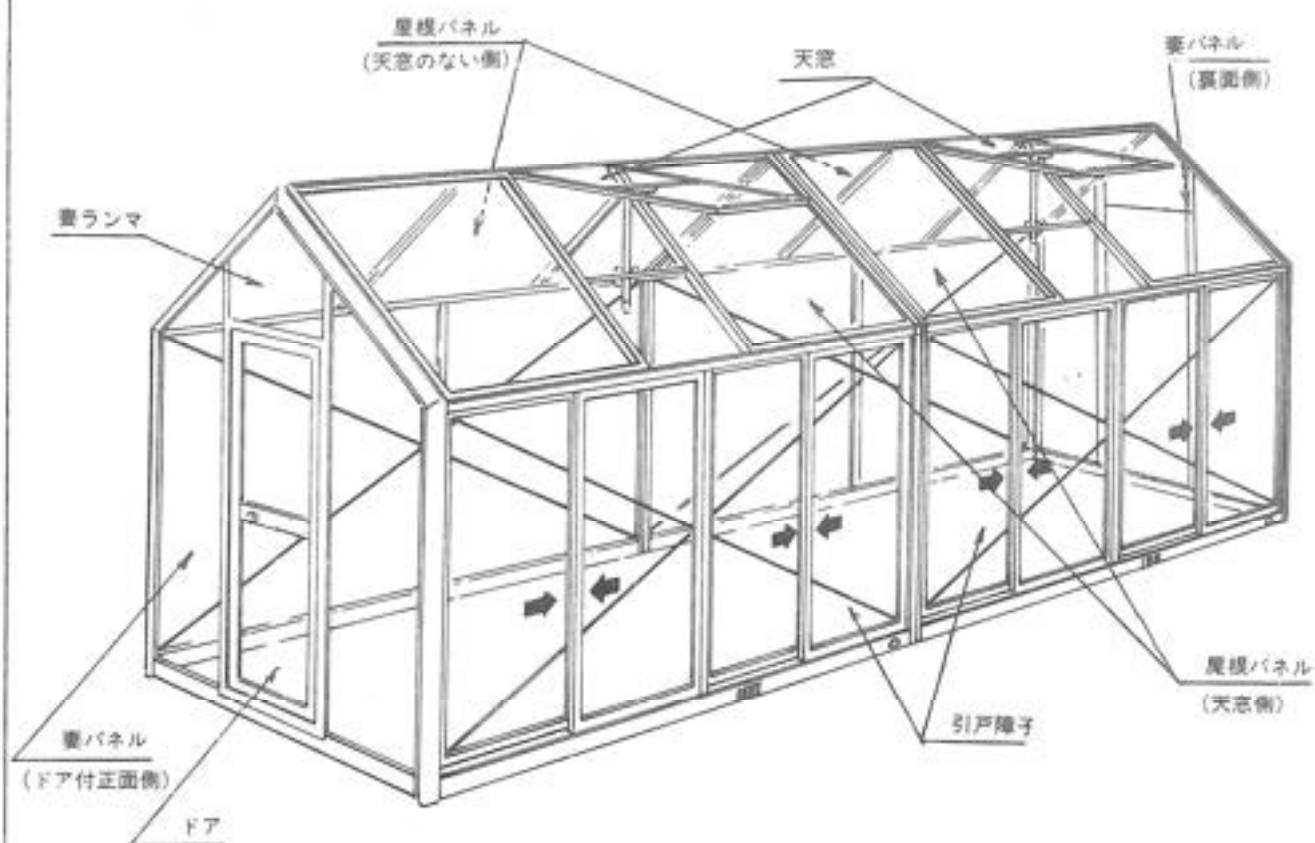 屋根パネル
(天窓のない側)
天窓
妻パネル
(裏面側)
妻ランマ
屋根パネル
(天窓側)
引戸障子
妻パネル
(ドア付正面側)
ドア